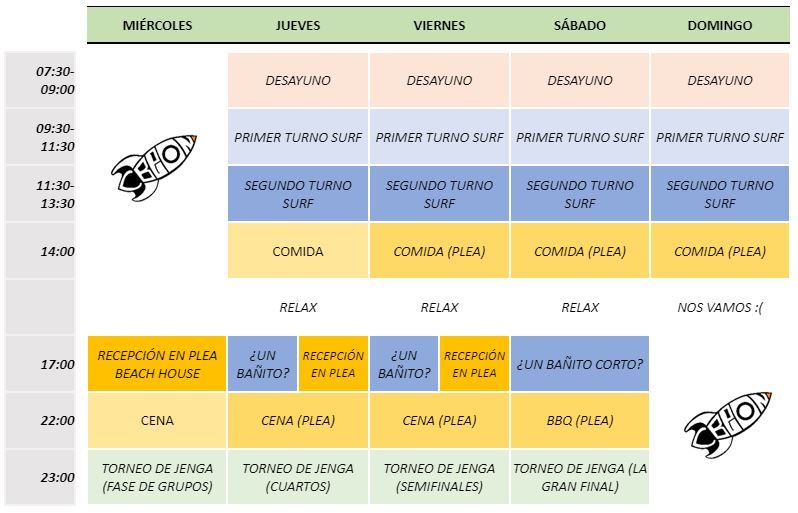 MIÉRCOLES JUEVES VIERNES SÁBADO DOMINGO
07:30-
09:00
DESAYUNO DESAYUNO DESAYUNO DESAYUNO
09:30-
11:30
PRIMER TURNO SURF PRIMER TURNO SURF PRIMER TURNO SURF PRIMER TURNO SURF
11:30-
13:30
SEGUNDO TURNO
SURF
SEGUNDO TURNO
SURF
SEGUNDO TURNO
SURF
SEGUNDO TURNO
SURF
14:00 COMIDA COMIDA (PLEA) COMIDA (PLEA) COMIDA (PLEA)
RELAX RELAX RELAX NOS VAMOS :(
17:00
RECEPCIÓN EN PLEA
BEACH HOUSE
¿UN
BAÑITO?
RECEPCIÓN
EN PLEA
¿UN
BAÑITO?
RECEPCIÓN
EN PLEA
¿UN BAÑITO CORTO?
22:00 CENA CENA (PLEA) CENA (PLEA) BBQ (PLEA)
23:00
TORNEO DE JENGA
(FASE DE GRUPOS)
TORNEO DE JENGA
(CUARTOS)
TORNEO DE JENGA
(SEMIFINALES)
TORNEO DE JENGA (LA
GRAN FINAL)